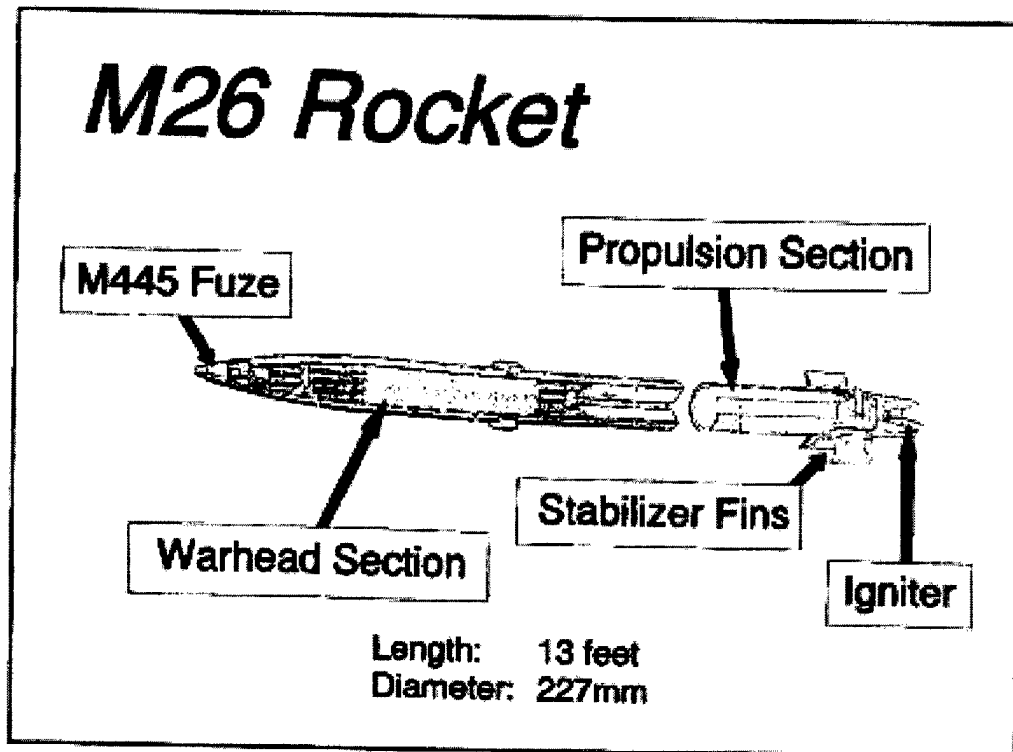 M26 Rocket
M445 Fuze
Propulsion Section
Warhead Section
Stabilizer Fins
Igniter
Length: 13 feet
Diameter: 227mm